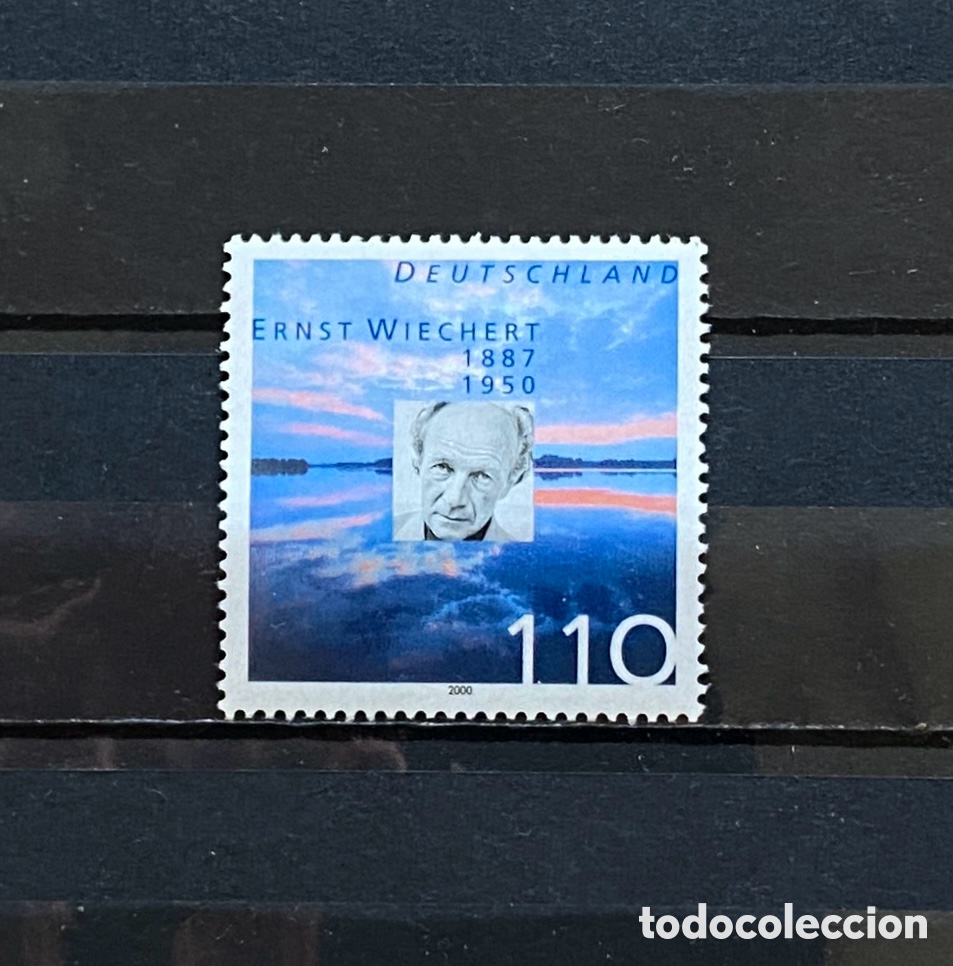 DEUTSCHLAND
ERNST WIECHERT
1887
1950
110
2000
todocoleccion